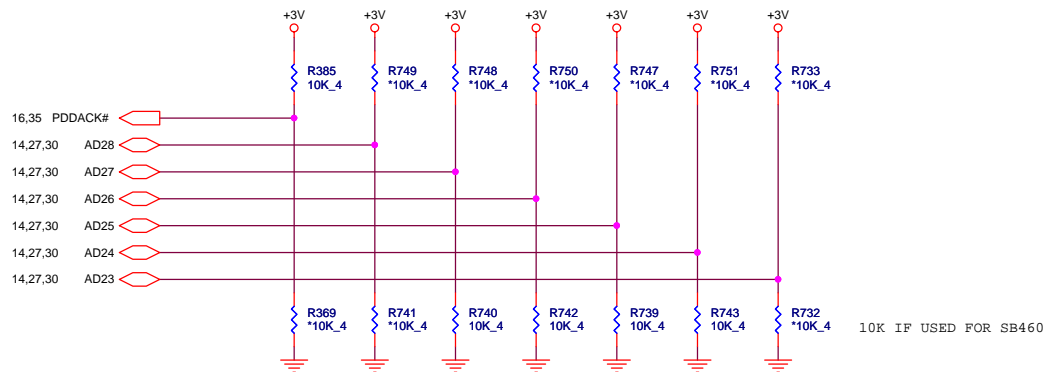 +3V +3V +3V +3V +3V +3V +3V
R385 R749 R748 R750 R747 R751 R733
10K_4 *10K_4 *10K_4 *10K_4 *10K_4 *10K_4 *10K_4
16,35 PDDACK#
14,27,30 AD28
14,27,30 AD27
14,27,30 AD26
14,27,30 AD25
14,27,30 AD24
14,27,30 AD23
R369 R741 R740 R742 R739 R743 R732
*10K_4 *10K_4 10K_4 10K_4 10K_4 10K_4 *10K_4
10K IF USED FOR SB460